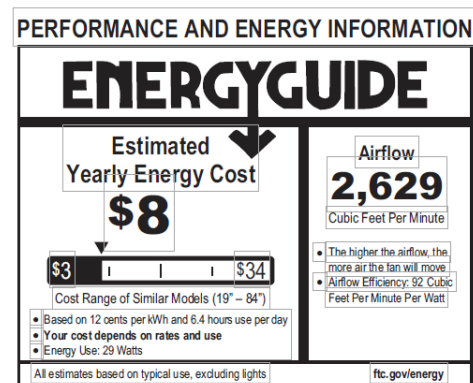 PERFORMANCE AND ENERGY INFORMATION
ENERGYGUIDE
Estimated
Yearly Energy Cost
$8
$3
$34
Cost Range of Similar Models (19” – 84”)
● Based on 12 cents per kWh and 6.4 hours use per day
● Your cost depends on rates and use
● Energy Use: 29 Watts
Airflow
2,629
Cubic Feet Per Minute
● The higher the airflow, the
more air the fan will move
● Airflow Efficiency: 92 Cubic
Feet Per Minute Per Watt
All estimates based on typical use, excluding lights
ftc.gov/energy